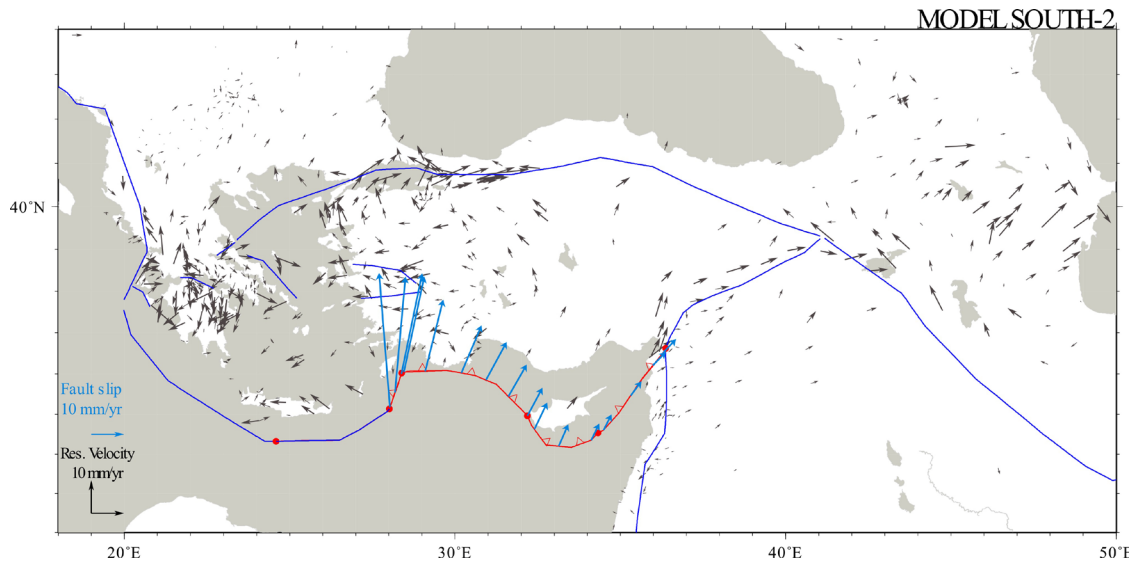 MODEL SOUTH-2
40°N
Fault slip
10 mm/yr
Res. Velocity
10 mm/yr
20°E 30°E 40°E 50°E